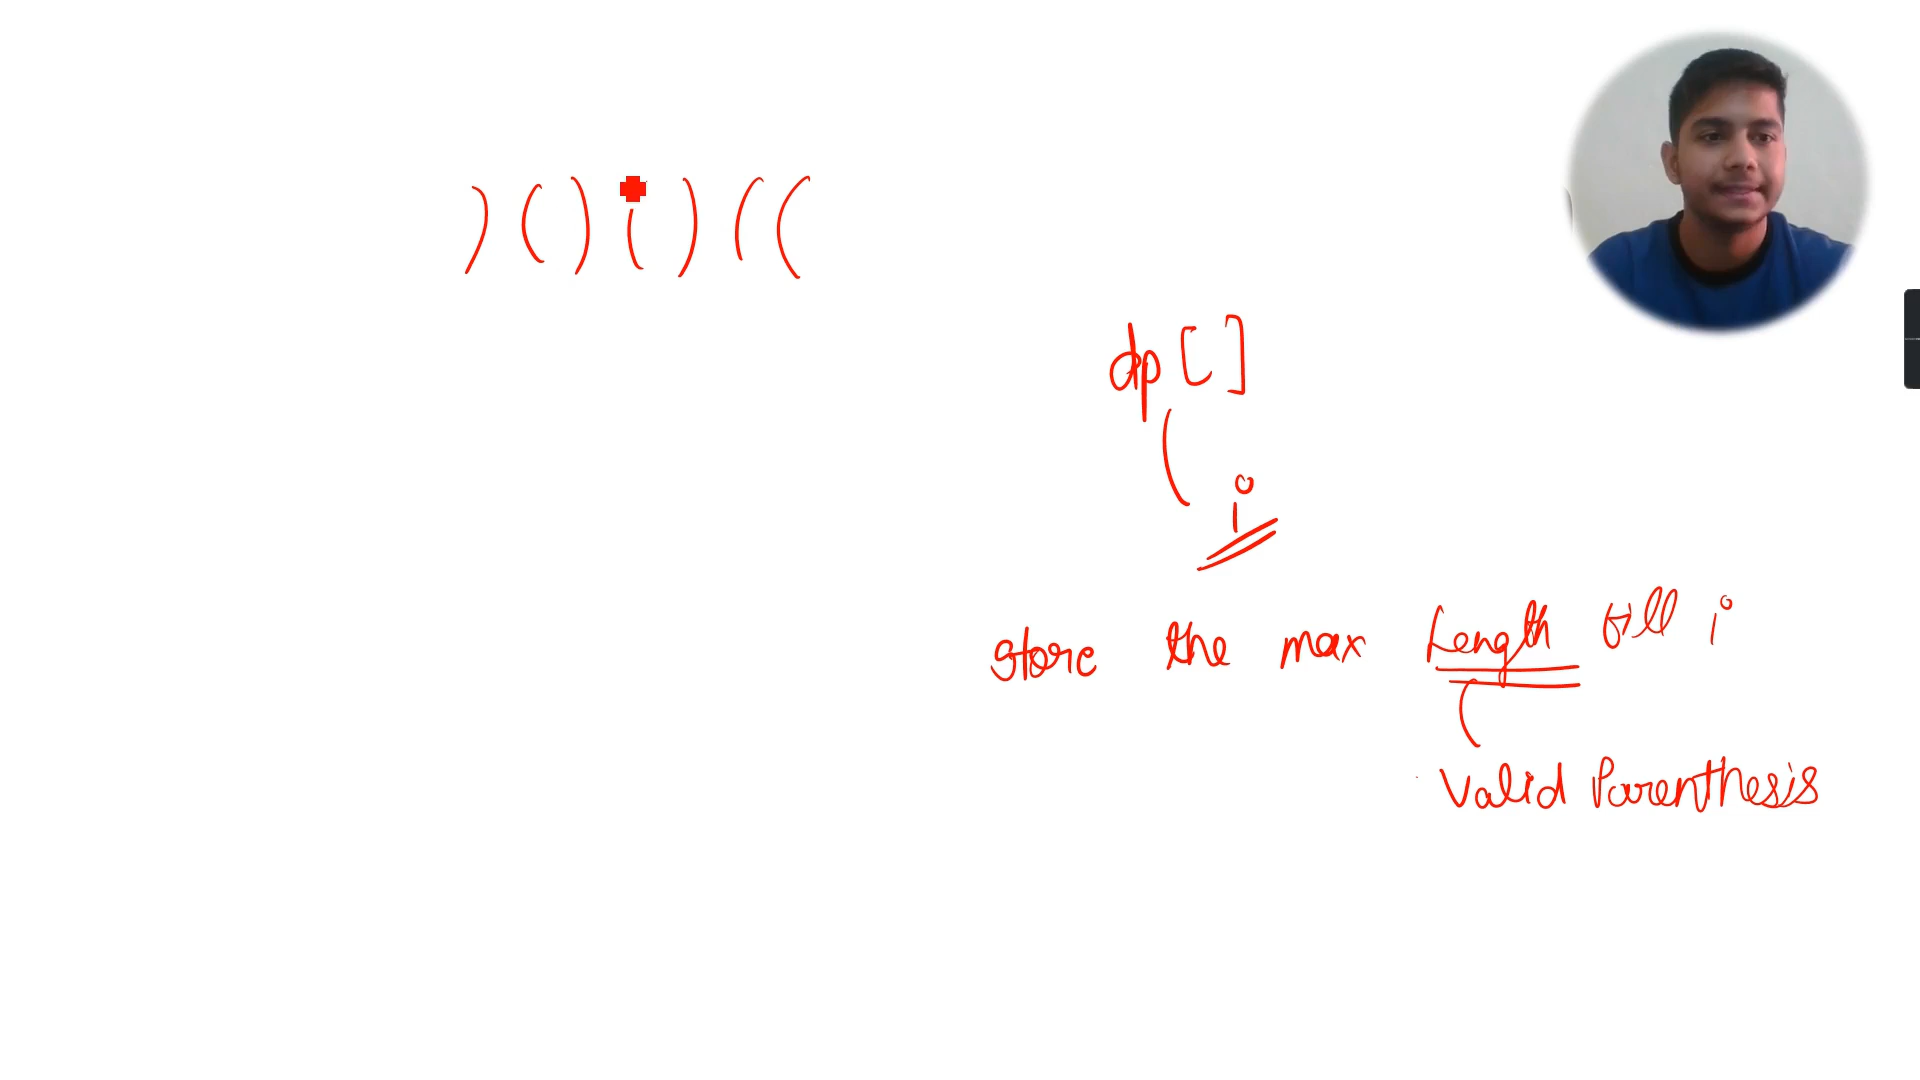 ) ( ) ( ) ( (
dp [ ]
i
store the max Length till i
Valid Parenthesis